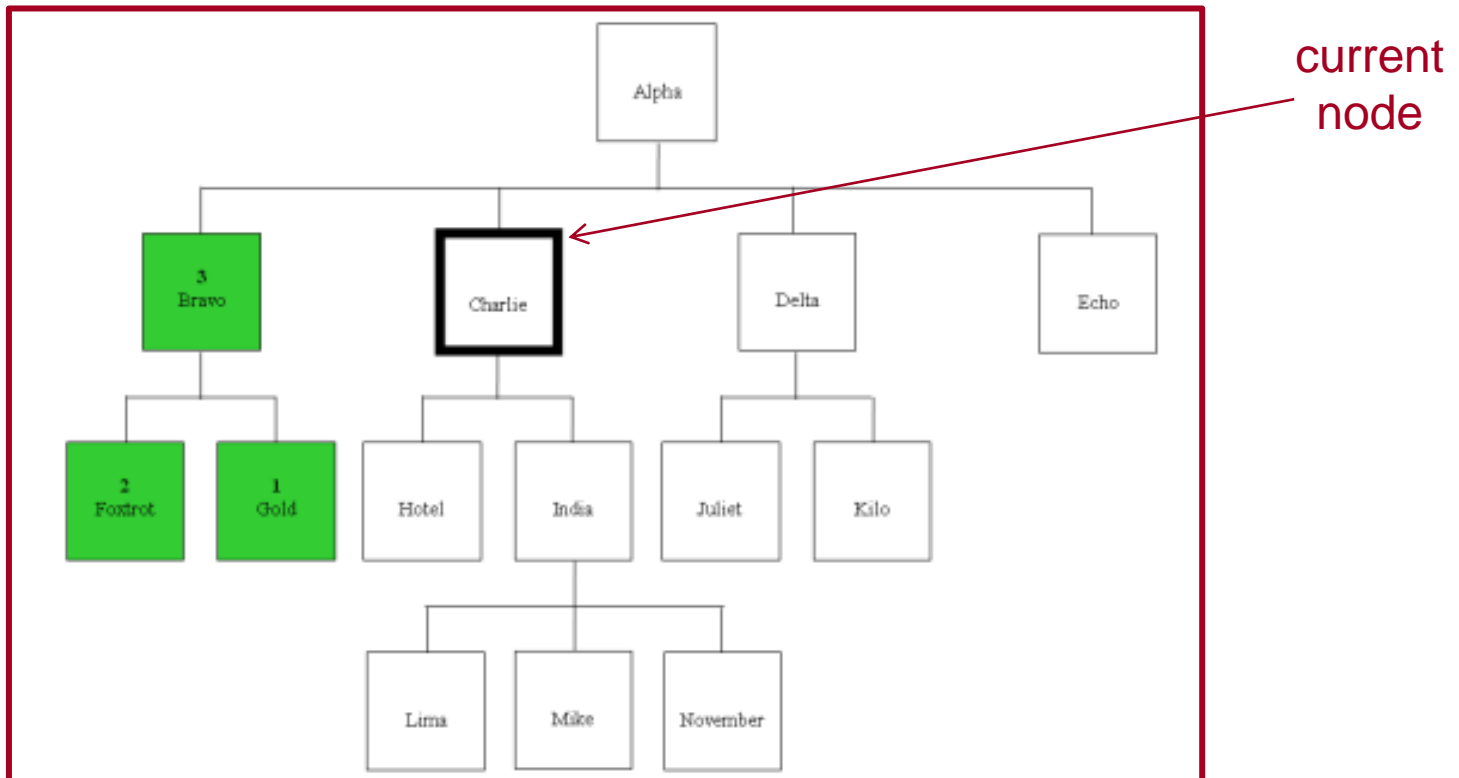 current
node
Alpha
3
Bravo
Charlie
Delta
Echo
2
Foxtrot
1
Gold
Hotel
India
Juliet
Kilo
Lima
Mike
November